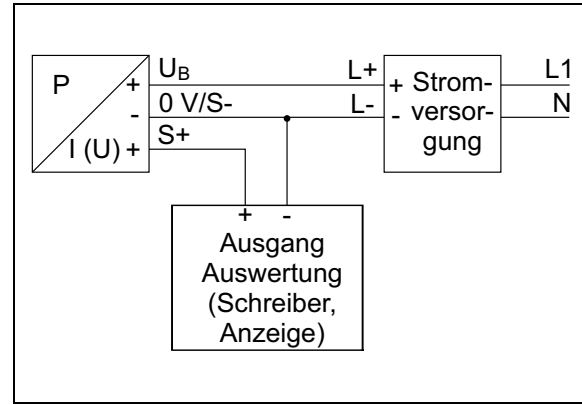 P
+
-
I (U) +
U_B
0 V/S-
S+
L+
L-
+ Strom-
- versor-
gung
L1
N
+ -
Ausgang
Auswertung
(Schreiber,
Anzeige)